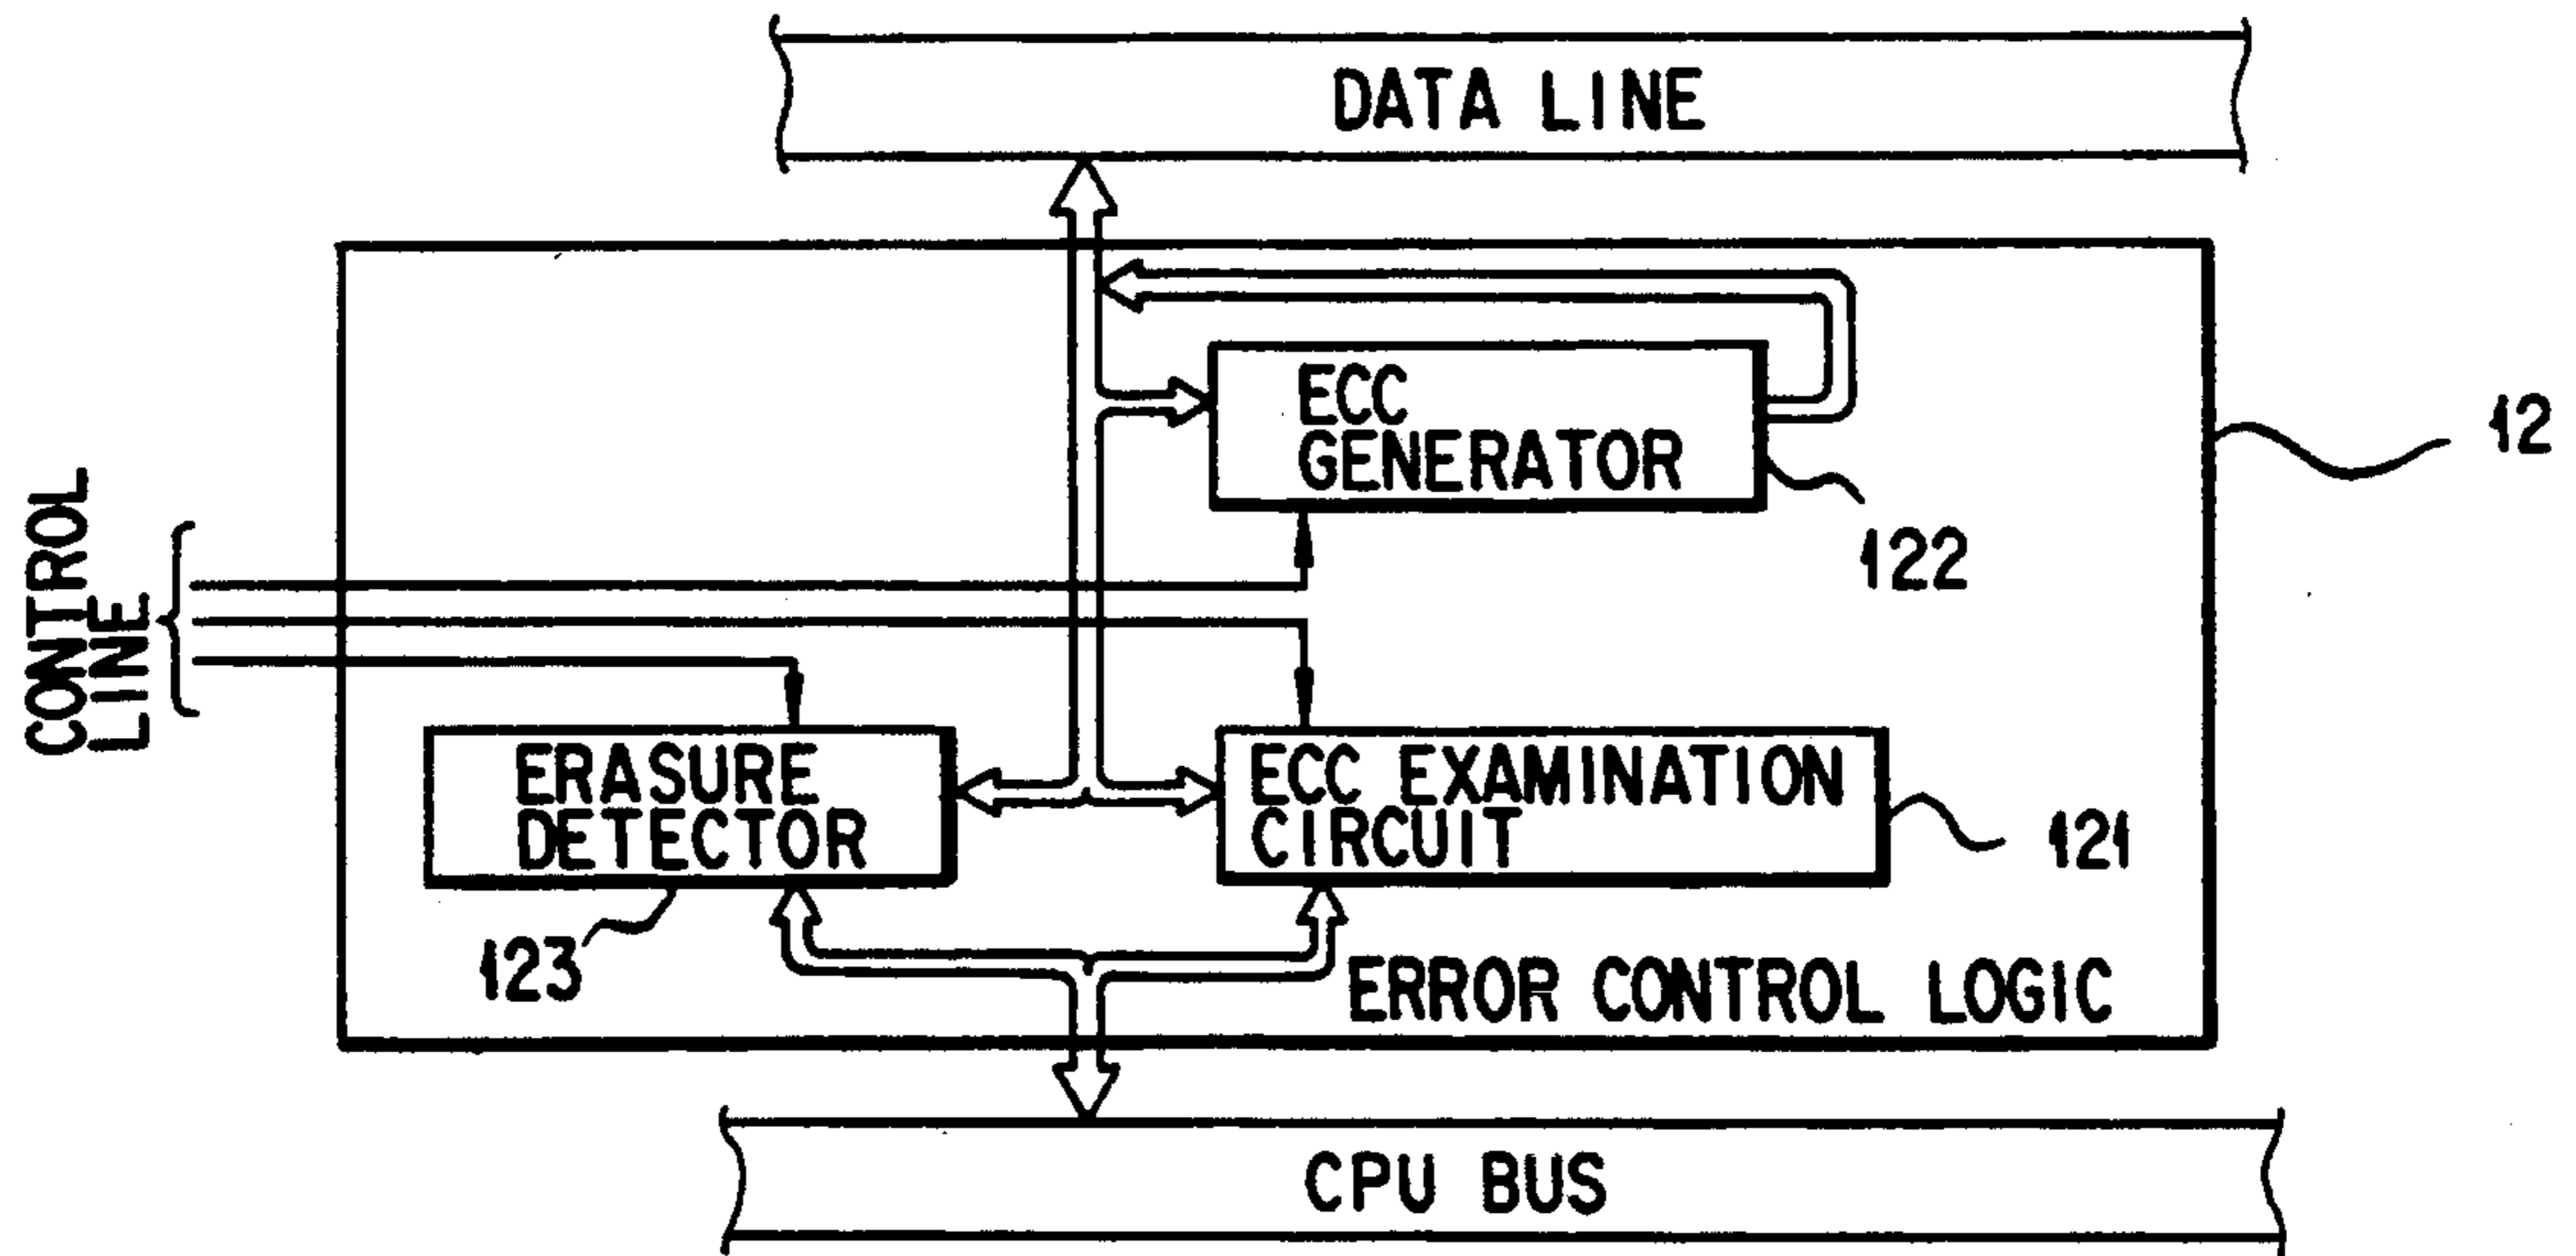 DATA LINE
ECC
GENERATOR
12
122
CONTROL
LINE
ERASURE
DETECTOR
ECC EXAMINATION
CIRCUIT
121
123
ERROR CONTROL LOGIC
CPU BUS